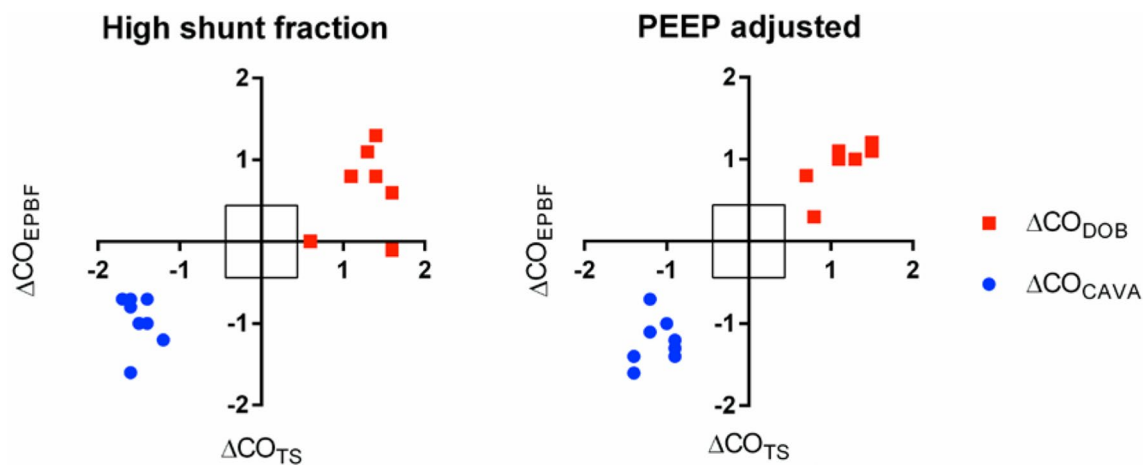 High shunt fraction
PEEP adjusted
2
1
-2
-1
1
2
-1
-2
ΔCO_EPBF
ΔCO_TS
2
1
-2
-1
1
2
-1
-2
ΔCO_EPBF
ΔCO_TS
ΔCO_DOB
ΔCO_CAVA